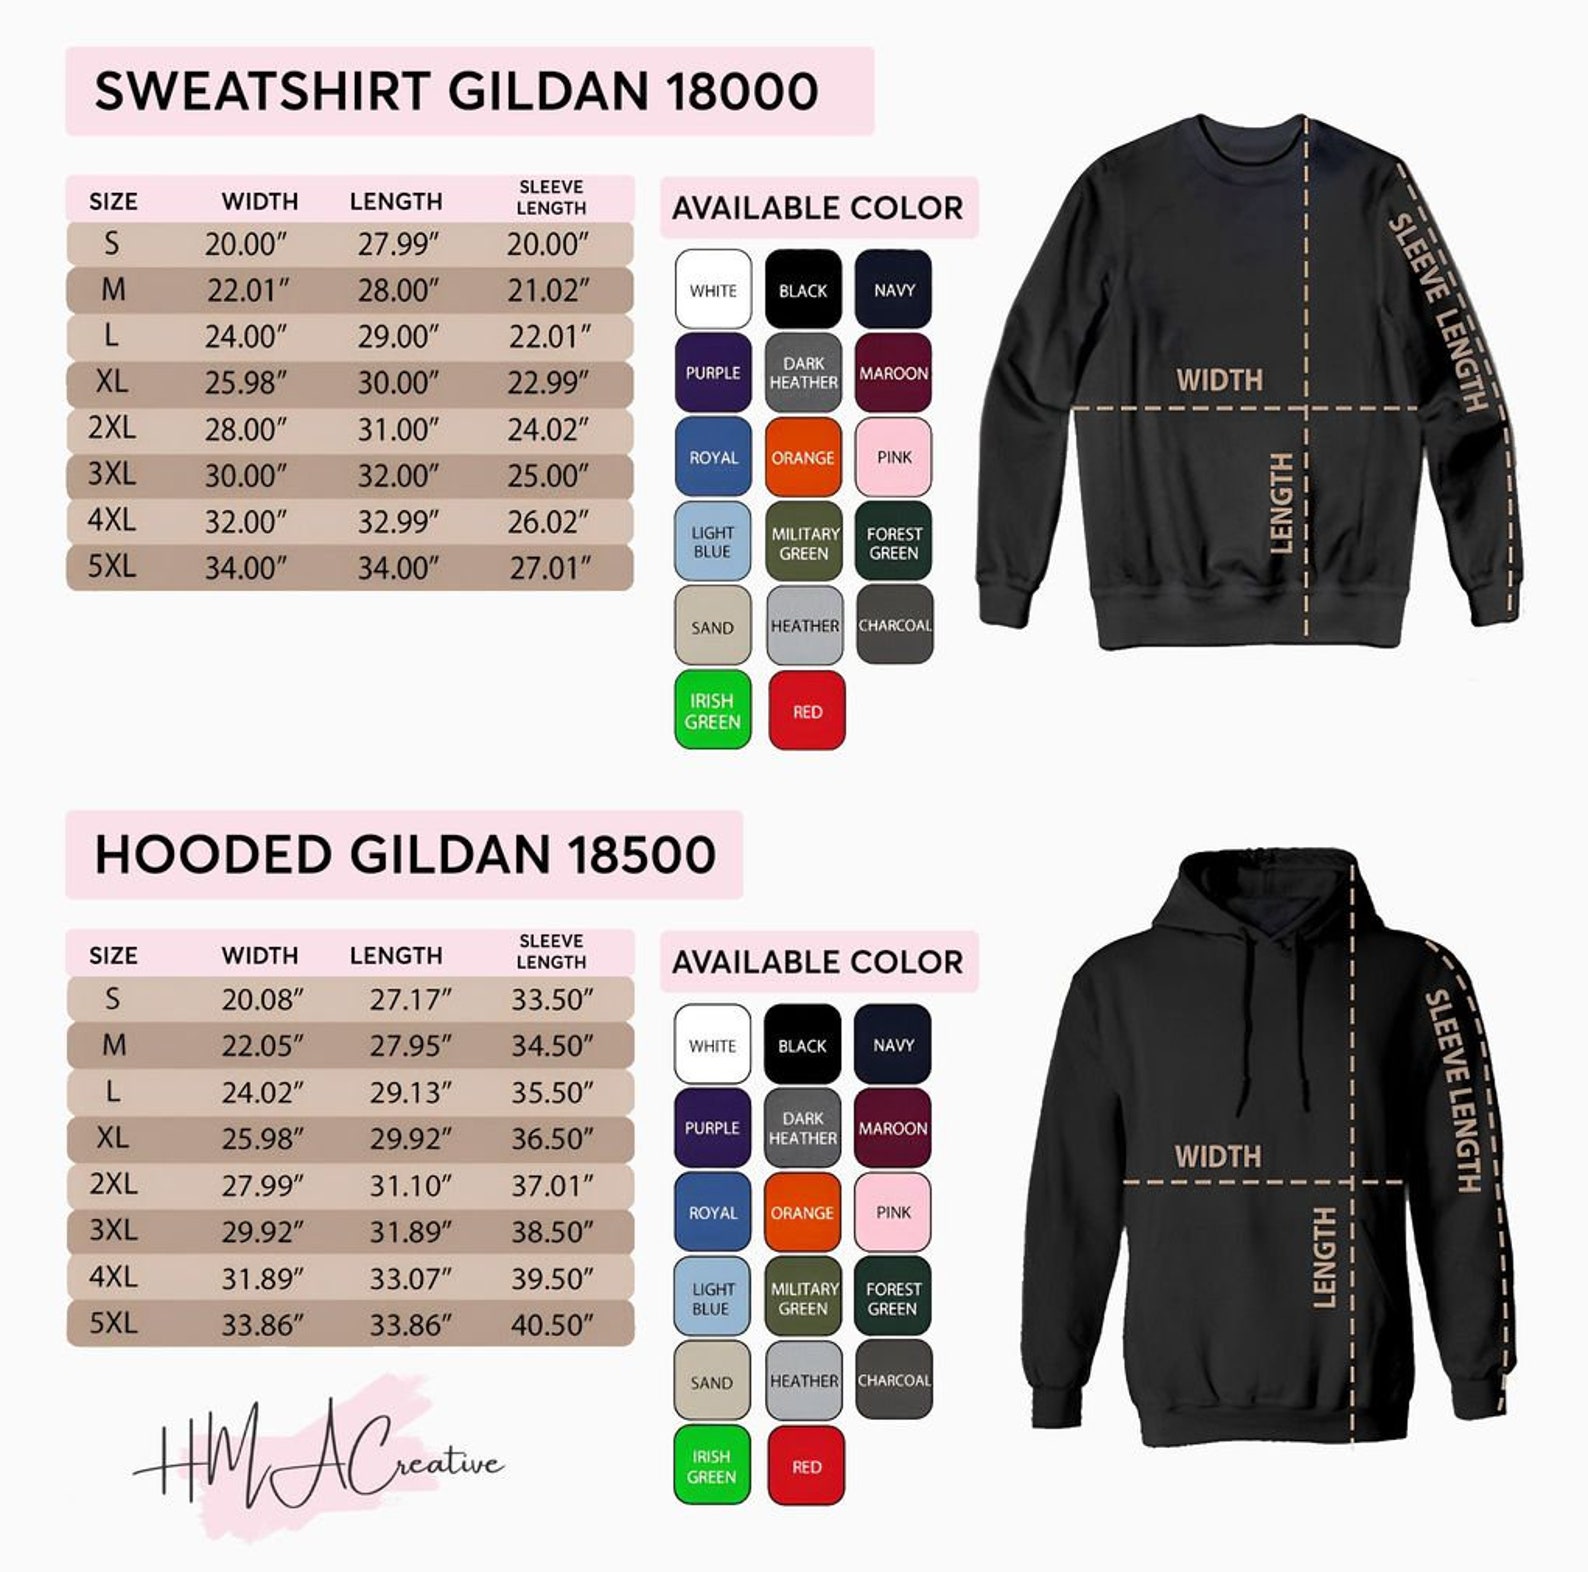 SWEATSHIRT GILDAN 18000
SIZE WIDTH LENGTH SLEEVE LENGTH
S 20.00” 27.99” 20.00”
M 22.01” 28.00” 21.02”
L 24.00” 29.00” 22.01”
XL 25.98” 30.00” 22.99”
2XL 28.00” 31.00” 24.02”
3XL 30.00” 32.00” 25.00”
4XL 32.00” 32.99” 26.02”
5XL 34.00” 34.00” 27.01”
AVAILABLE COLOR
WHITE BLACK NAVY
PURPLE DARK HEATHER MAROON
ROYAL ORANGE PINK
LIGHT BLUE MILITARY GREEN FOREST GREEN
SAND HEATHER CHARCOAL
IRISH GREEN RED
WIDTH
LENGTH
SLEEVE LENGTH
HOODED GILDAN 18500
SIZE WIDTH LENGTH SLEEVE LENGTH
S 20.08” 27.17” 33.50”
M 22.05” 27.95” 34.50”
L 24.02” 29.13” 35.50”
XL 25.98” 29.92” 36.50”
2XL 27.99” 31.10” 37.01”
3XL 29.92” 31.89” 38.50”
4XL 31.89” 33.07” 39.50”
5XL 33.86” 33.86” 40.50”
AVAILABLE COLOR
WHITE BLACK NAVY
PURPLE DARK HEATHER MAROON
ROYAL ORANGE PINK
LIGHT BLUE MILITARY GREEN FOREST GREEN
SAND HEATHER CHARCOAL
IRISH GREEN RED
WIDTH
LENGTH
SLEEVE LENGTH
HMACreative